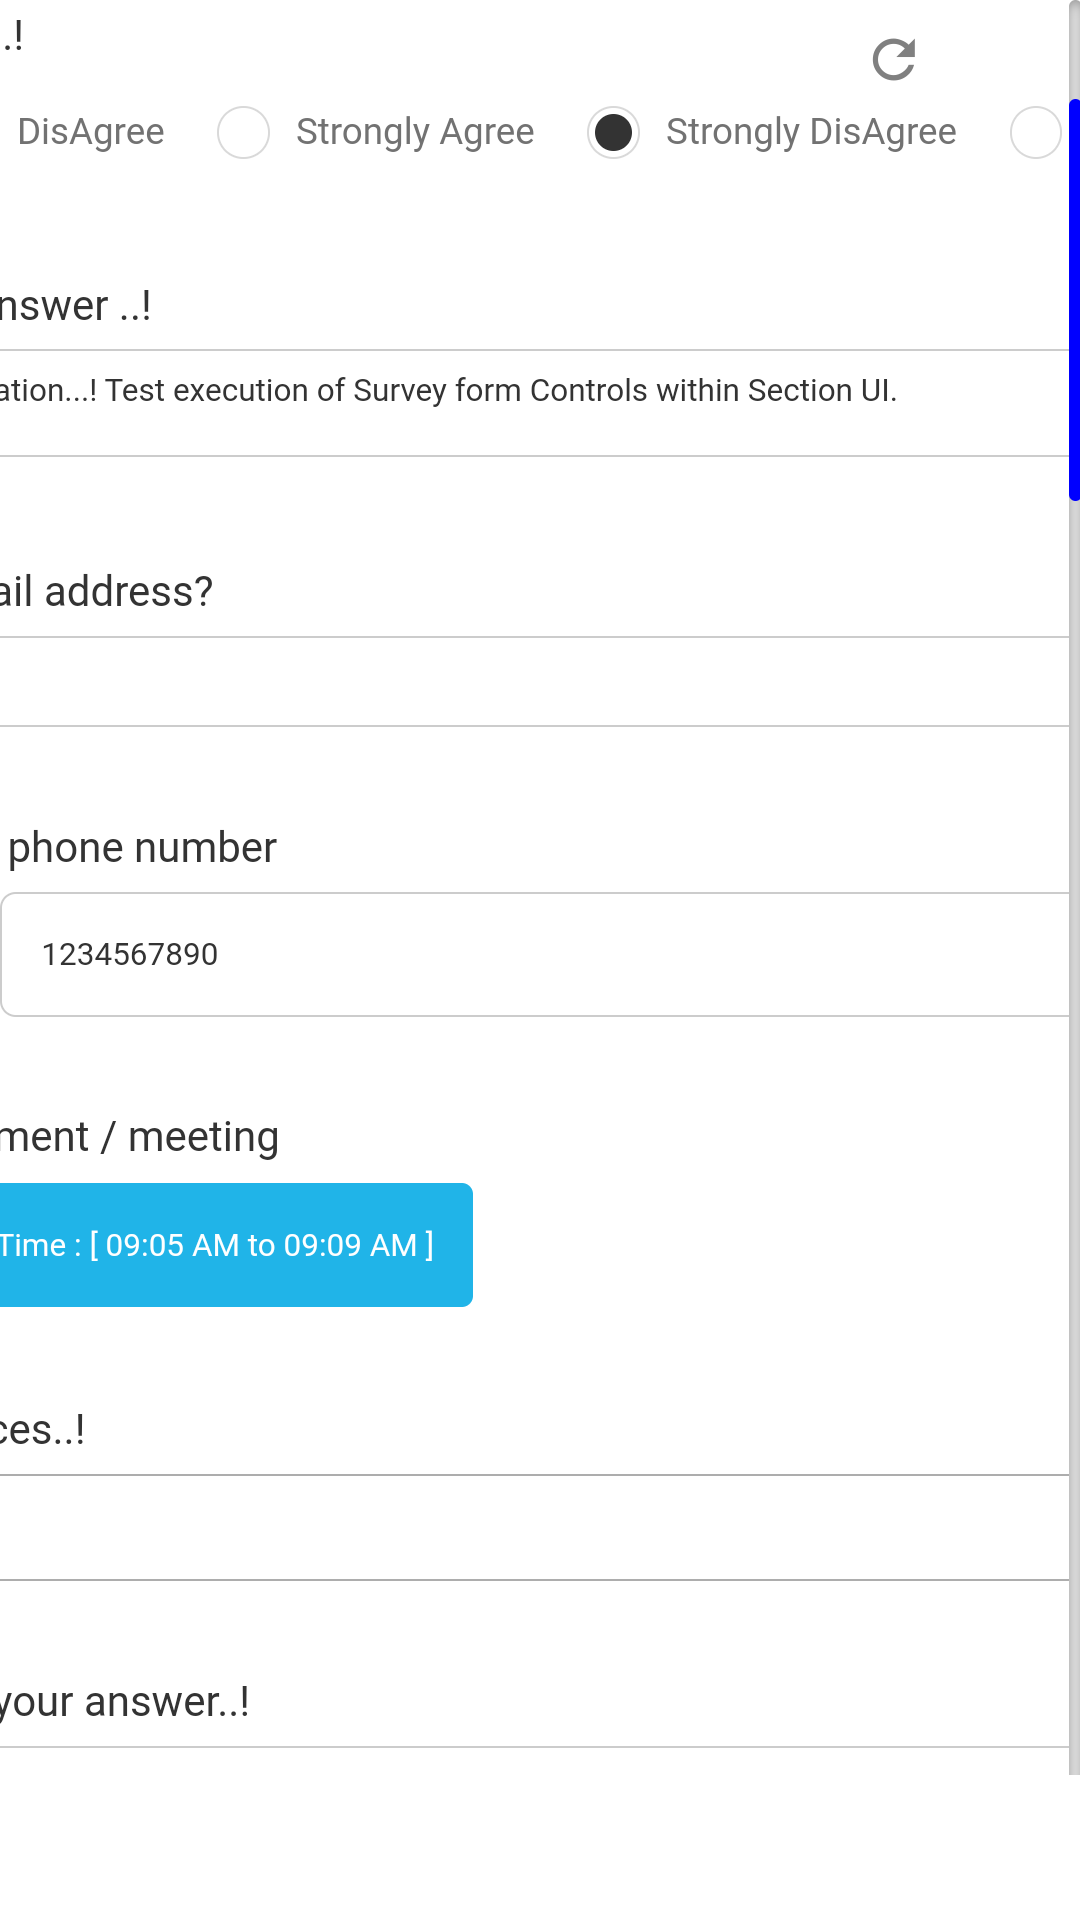 ..!
DisAgree Strongly Agree Strongly DisAgree
nswer ..!
ation...! Test execution of Survey form Controls within Section UI.
ail address?
phone number
1234567890
ment / meeting
Time : [ 09:05 AM to 09:09 AM ]
ces..!
your answer..!